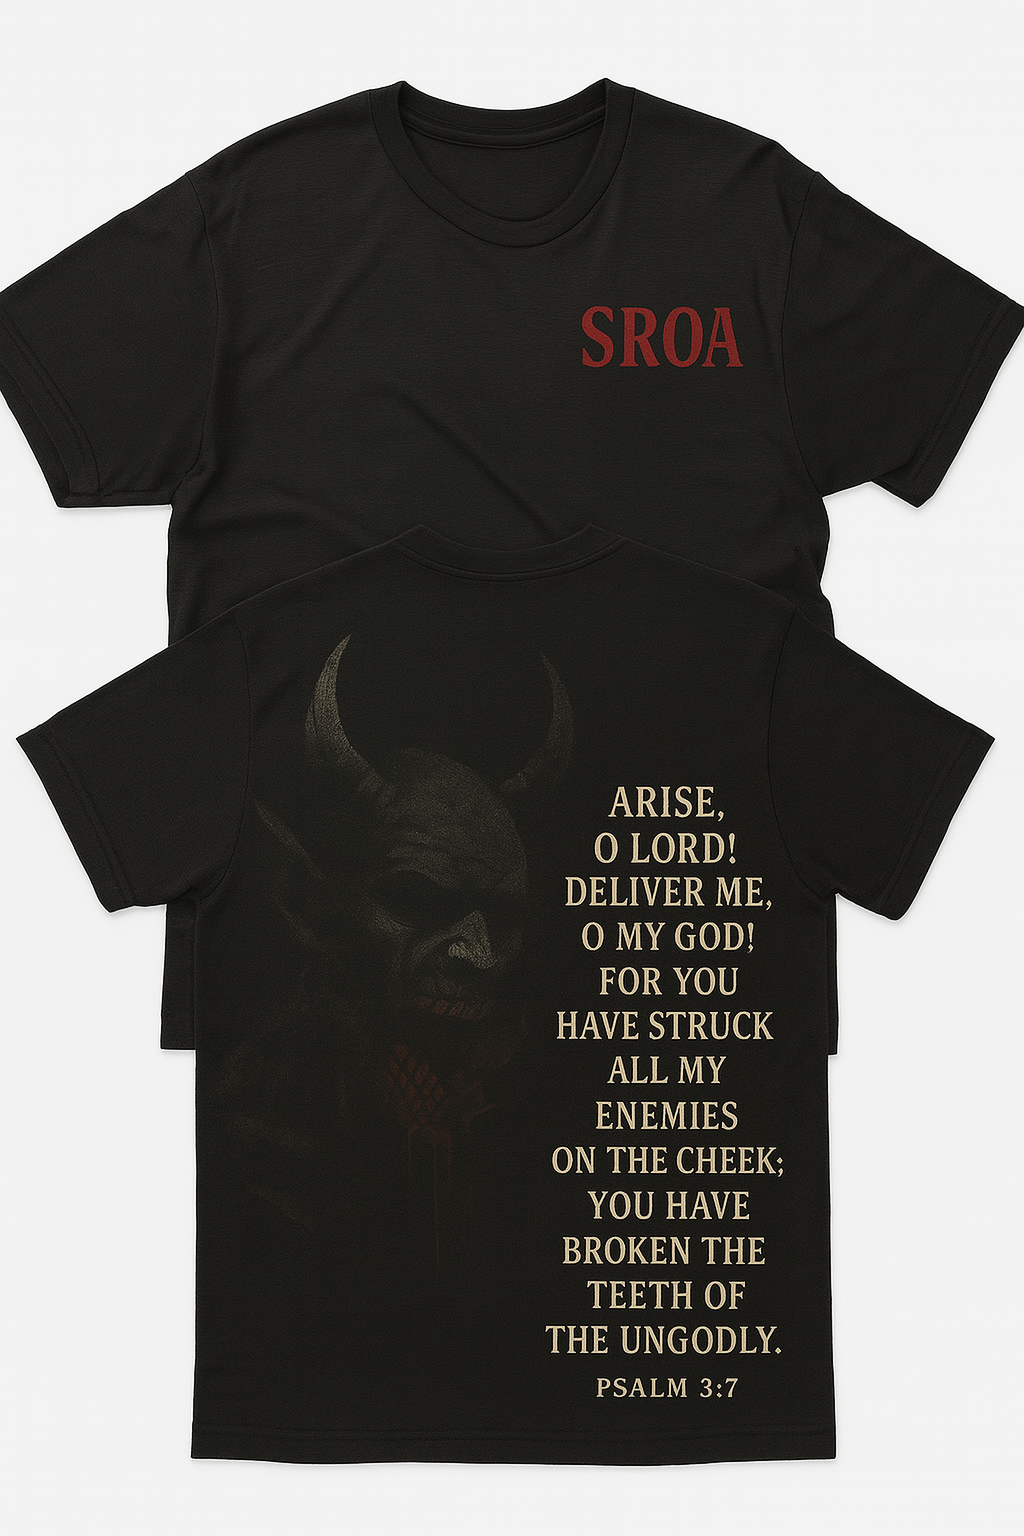 SROA
ARISE,
O LORD!
DELIVER ME,
O MY GOD!
FOR YOU
HAVE STRUCK
ALL MY
ENEMIES
ON THE CHEEK;
YOU HAVE
BROKEN THE
TEETH OF
THE UNGODLY.
PSALM 3:7